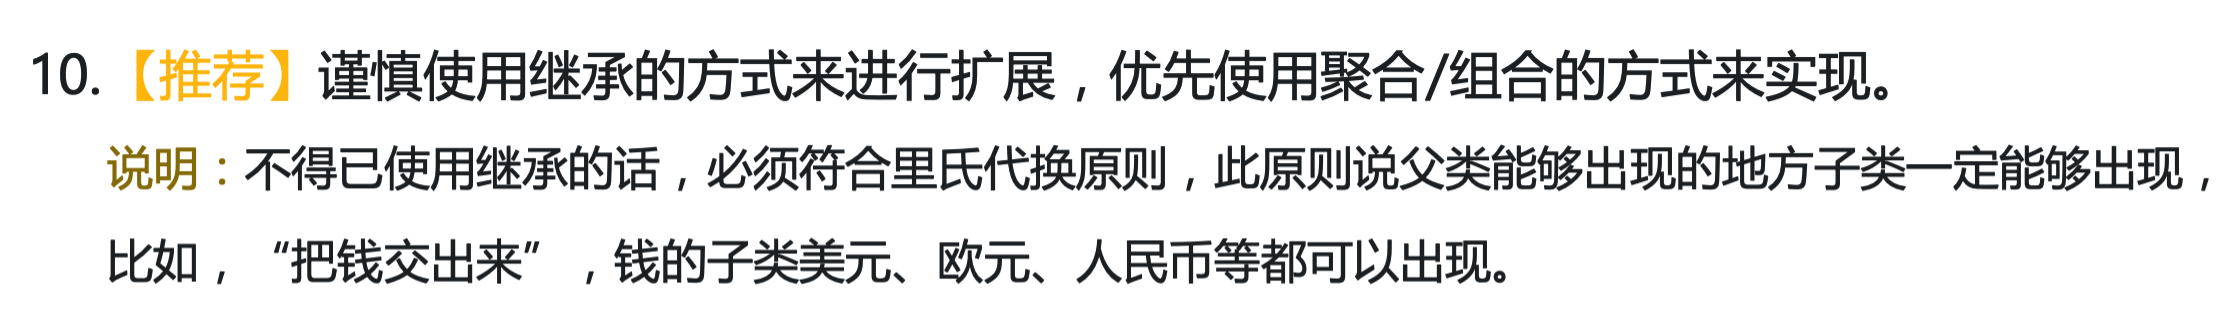 10.【推荐】谨慎使用继承的方式来进行扩展，优先使用聚合/组合的方式来实现。
说明：不得已使用继承的话，必须符合里氏代换原则，此原则说父类能够出现的地方子类一定能够出现，
比如，“把钱交出来”，钱的子类美元、欧元、人民币等都可以出现。